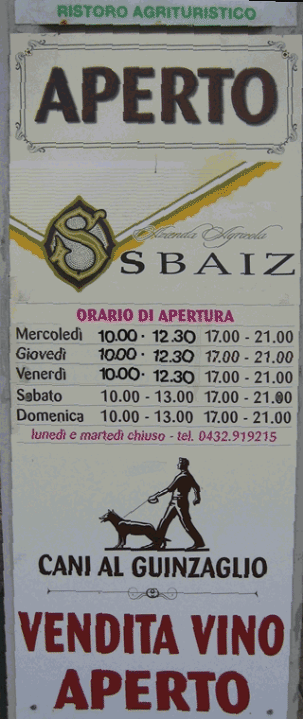 RISTORO AGRITURISTICO
APERTO
Azienda Agricola
SBAIZ
ORARIO DI APERTURA
Mercoledì 10.00 - 12.30 17.00 - 21.00
Giovedì 10.00 - 12.30 17.00 - 21.00
Venerdì 10.00 - 12.30 17.00 - 21.00
Sabato 10.00 - 13.00 17.00 - 21.00
Domenica 10.00 - 13.00 17.00 - 21.00
lunedì e martedì chiuso - tel. 0432.919215
CANI AL GUINZAGLIO
VENDITA VINO
APERTO